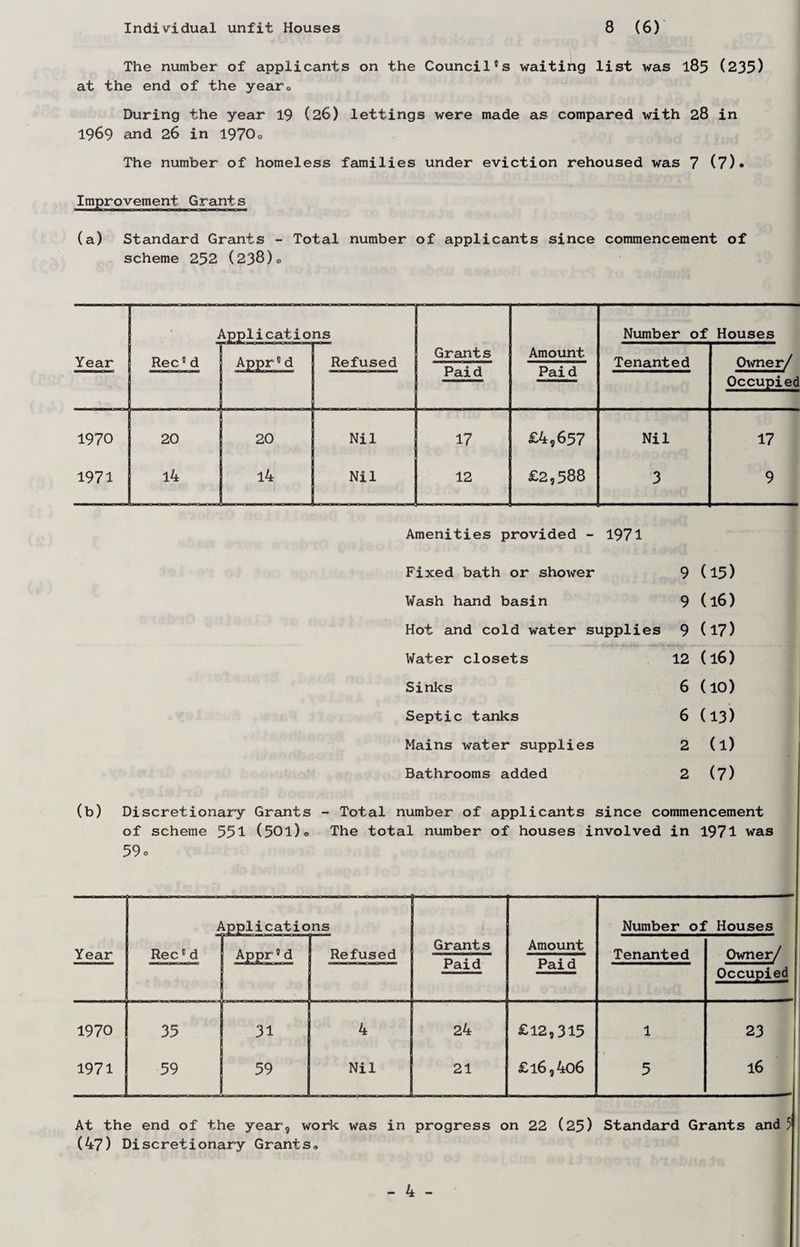 Individual unfit Houses 8 (6)
The number of applicants on the Council's waiting list was 185 (235)
at the end of the year.
During the year 19 (26) lettings were made as compared with 28 in
1969 and 26 in 1970.
The number of homeless families under eviction rehoused was 7 (7).
Improvement Grants
(a) Standard Grants - Total number of applicants since commencement of
scheme 252 (238).
Applications Number of Houses
Year Rec'd Appr'd Refused Grants Paid Amount Paid Tenanted Owner/ Occupied
1970 20 20 Nil 17 £4,657 Nil 17
1971 14 14 Nil 12 £2,588 3 9
Amenities provided - 1971
Fixed bath or shower 9 (15)
Wash hand basin 9 (16)
Hot and cold water supplies 9 (17)
Water closets 12 (16)
Sinks 6 (10)
Septic tanks 6 (13)
Mains water supplies 2 (1)
Bathrooms added 2 (7)
(b) Discretionary Grants - Total number of applicants since commencement
of scheme 551 (501). The total number of houses involved in 1971 was
59.
Applications Number of Houses
Year Rec'd Appr'd Refused Grants Paid Amount Paid Tenanted Owner/ Occupied
1970 35 31 4 24 £12,315 1 23
1971 59 59 Nil 21 £16,406 5 16
At the end of the year, work was in progress on 22 (25) Standard Grants and
(47) Discretionary Grants.
- 4 -